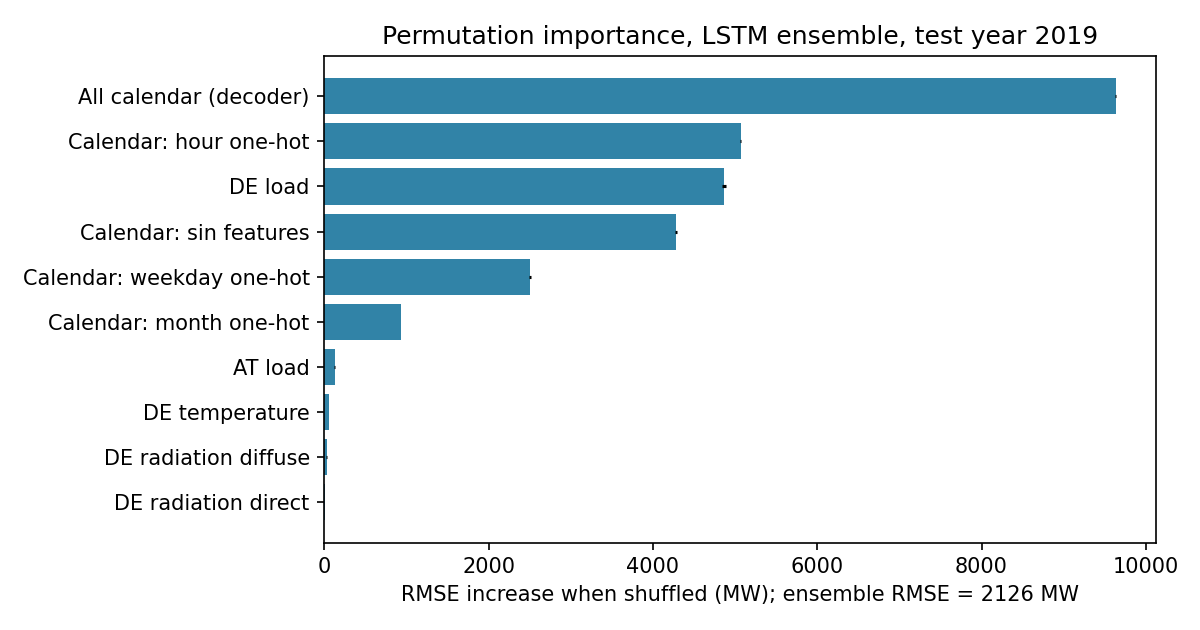 Permutation importance, LSTM ensemble, test year 2019
All calendar (decoder)
Calendar: hour one-hot
DE load
Calendar: sin features
Calendar: weekday one-hot
Calendar: month one-hot
AT load
DE temperature
DE radiation diffuse
DE radiation direct
0 2000 4000 6000 8000 10000
RMSE increase when shuffled (MW); ensemble RMSE = 2126 MW